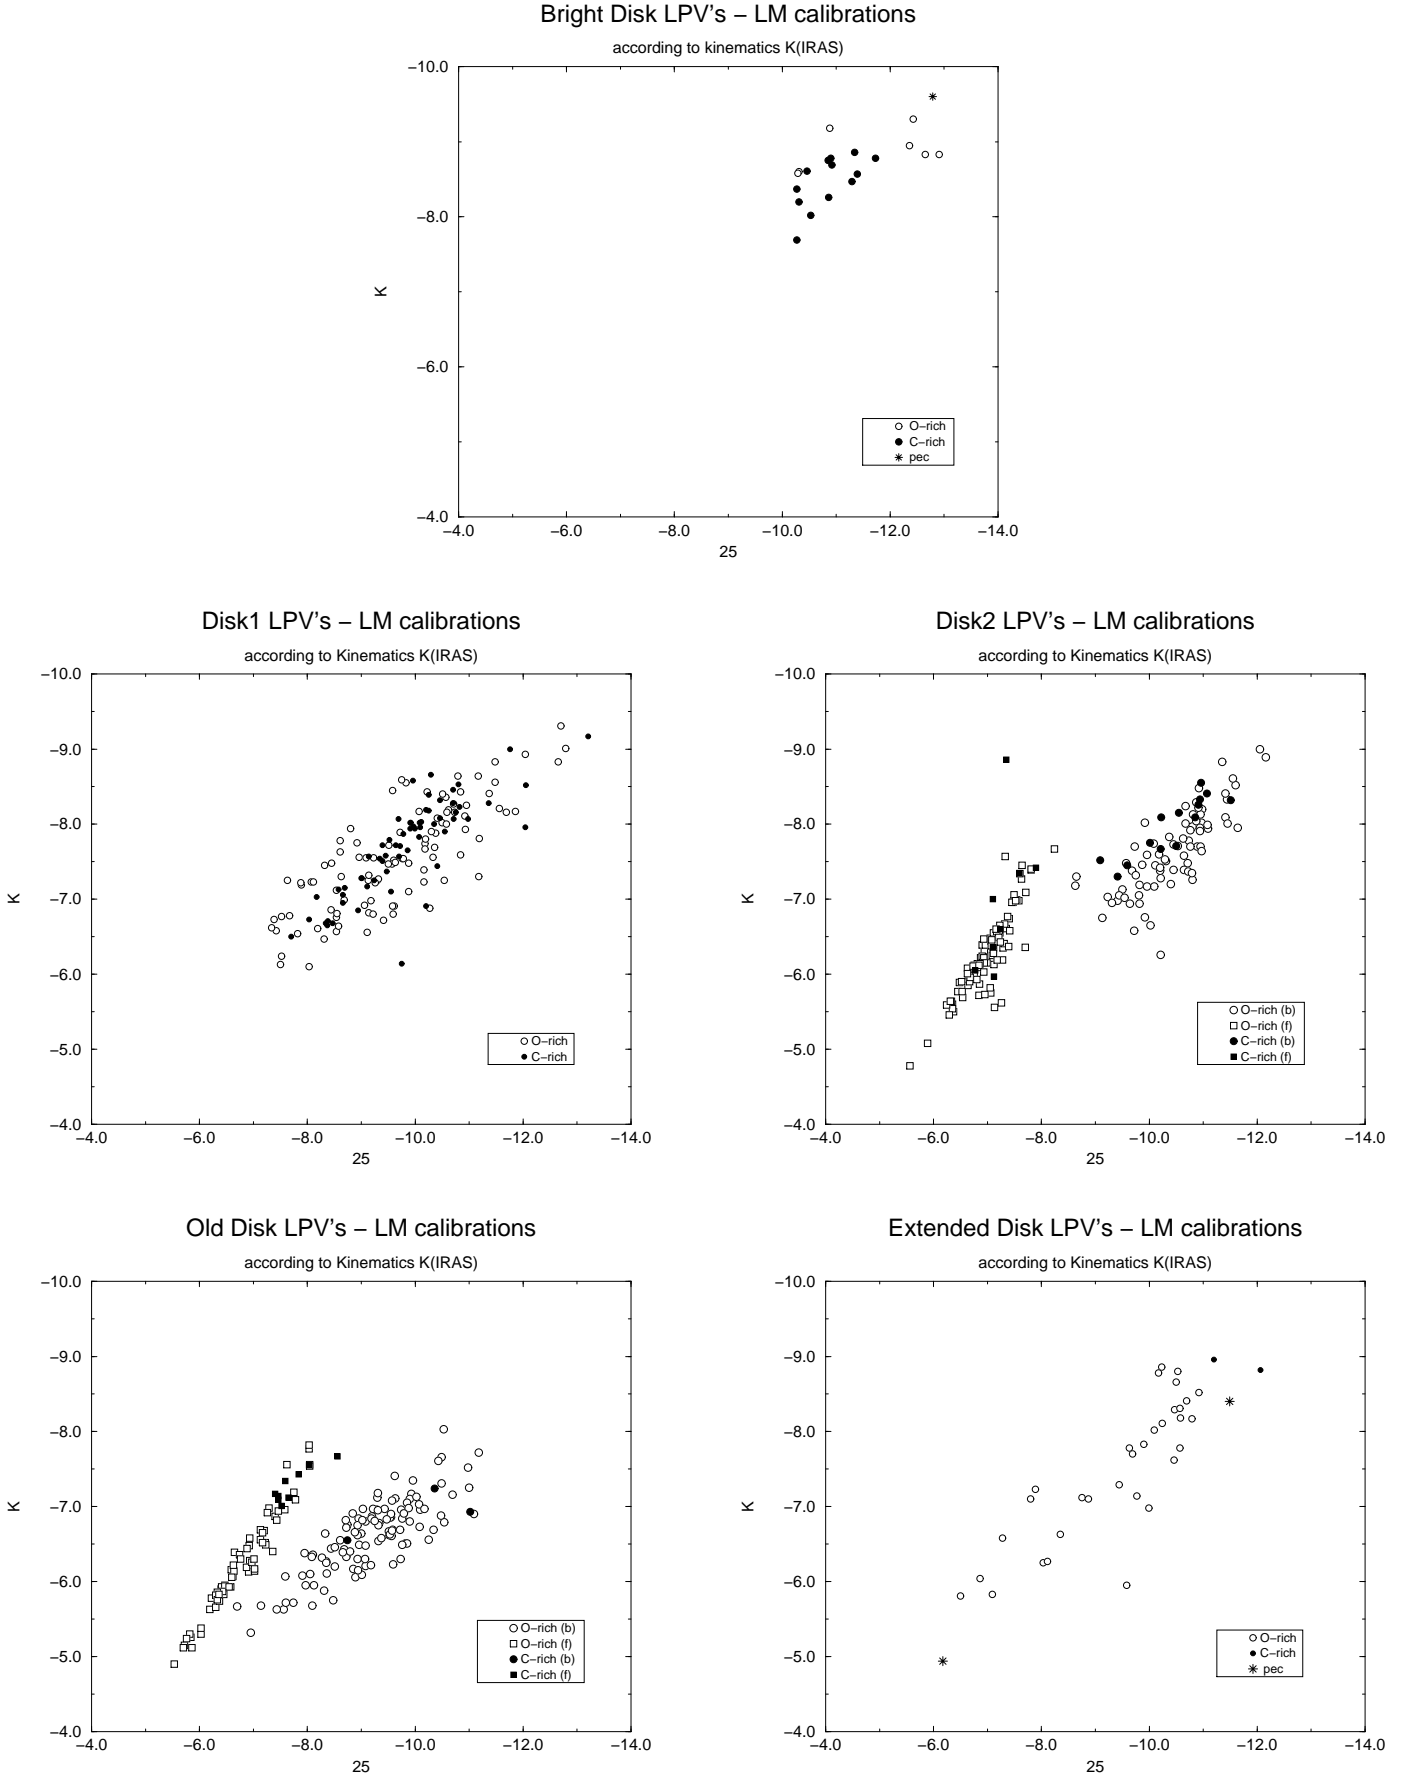 Bright Disk LPV's – LM calibrations
according to kinematics K(IRAS)
−10.0
−8.0
−6.0
−4.0
K
O−rich
C−rich
pec
−4.0 −6.0 −8.0 −10.0 −12.0 −14.0
25
Disk1 LPV's – LM calibrations
according to Kinematics K(IRAS)
−10.0
−9.0
−8.0
−7.0
−6.0
−5.0
−4.0
K
O−rich
C−rich
−4.0 −6.0 −8.0 −10.0 −12.0 −14.0
25
Disk2 LPV's – LM calibrations
according to Kinematics K(IRAS)
−10.0
−9.0
−8.0
−7.0
−6.0
−5.0
−4.0
K
O−rich (b)
O−rich (f)
C−rich (b)
C−rich (f)
−4.0 −6.0 −8.0 −10.0 −12.0 −14.0
25
Old Disk LPV's – LM calibrations
according to Kinematics K(IRAS)
−10.0
−9.0
−8.0
−7.0
−6.0
−5.0
−4.0
K
O−rich (b)
O−rich (f)
C−rich (b)
C−rich (f)
−4.0 −6.0 −8.0 −10.0 −12.0 −14.0
25
Extended Disk LPV's – LM calibrations
according to Kinematics K(IRAS)
−10.0
−9.0
−8.0
−7.0
−6.0
−5.0
−4.0
K
O−rich
C−rich
pec
−4.0 −6.0 −8.0 −10.0 −12.0 −14.0
25